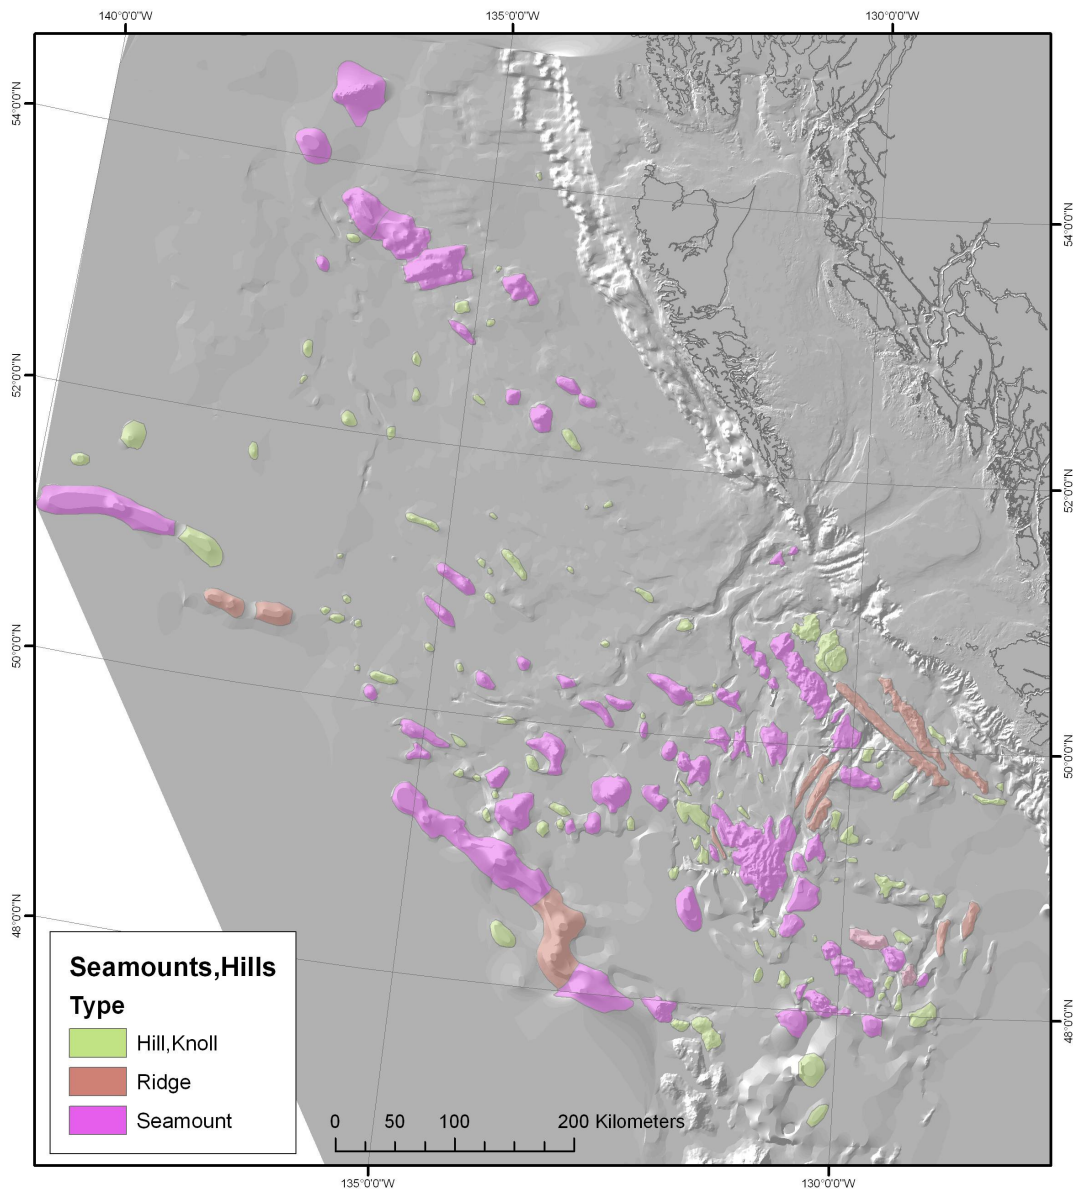 140°0'0"W 135°0'0"W 130°0'0"W
54°0'0"N
54°0'0"N
52°0'0"N
52°0'0"N
50°0'0"N
50°0'0"N
48°0'0"N
48°0'0"N
Seamounts,Hills
Type
Hill,Knoll
Ridge
Seamount
0 50 100 200 Kilometers
135°0'0"W 130°0'0"W